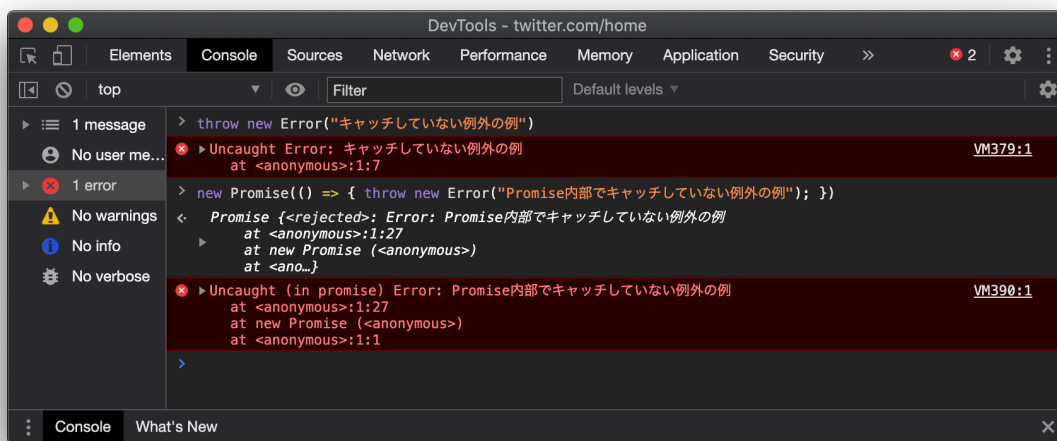 DevTools - twitter.com/home
Elements Console Sources Network Performance Memory Application Security » 2
top Filter Default levels
1 message
No user me...
1 error
No warnings
No info
No verbose
> throw new Error("キャッチしていない例外の例")
Uncaught Error: キャッチしていない例外の例 VM379:1
at <anonymous>:1:7
> new Promise(() => { throw new Error("Promise内部でキャッチしていない例外の例"); })
Promise {<rejected>: Error: Promise内部でキャッチしていない例外の例
at <anonymous>:1:27
at new Promise (<anonymous>)
at <ano…}
Uncaught (in promise) Error: Promise内部でキャッチしていない例外の例 VM390:1
at <anonymous>:1:27
at new Promise (<anonymous>)
at <anonymous>:1:1
>
Console What's New